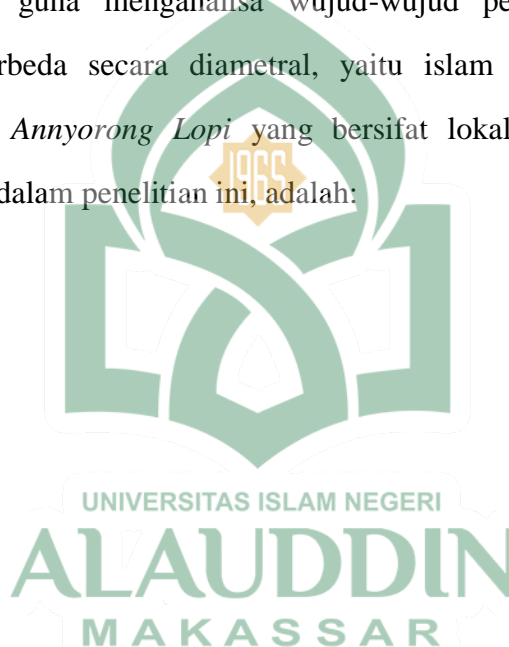 guna menganalisa wujud-wujud pe
rbeda secara diametral, yaitu islam
Annyorong Lopi yang bersifat lokal
dalam penelitian ini, adalah:
1965
UNIVERSITAS ISLAM NEGERI
ALAUDDIN
MAKASSAR